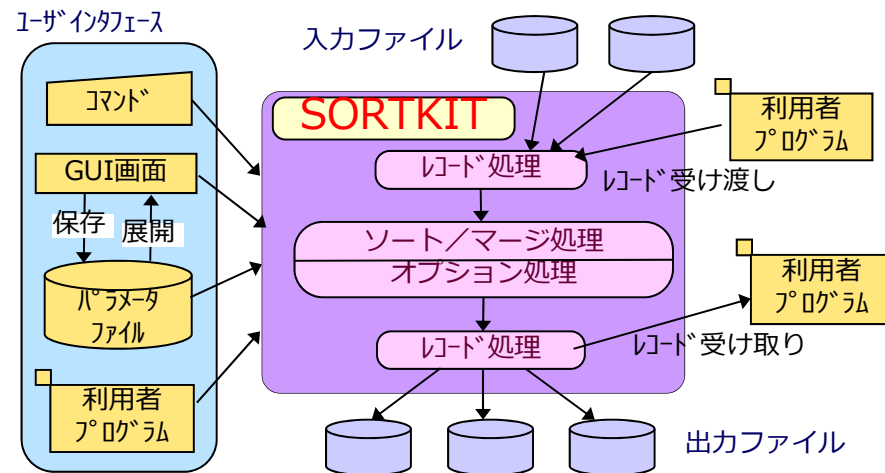 ﾕｰｻﾞｲﾝﾀﾌｪｰｽ
入力ファイル
ｺﾏﾝﾄﾞ
SORTKIT
利用者
ﾌﾟﾛｸﾞﾗﾑ
GUI画面
ﾚｺｰﾄﾞ処理
ﾚｺｰﾄﾞ受け渡し
保存
展開
ソート／マージ処理
オプション処理
利用者
ﾌﾟﾛｸﾞﾗﾑ
ﾊﾟﾗﾒｰﾀ
ﾌｧｲﾙ
ﾚｺｰﾄﾞ処理
ﾚｺｰﾄﾞ受け取り
利用者
ﾌﾟﾛｸﾞﾗﾑ
出力ファイル